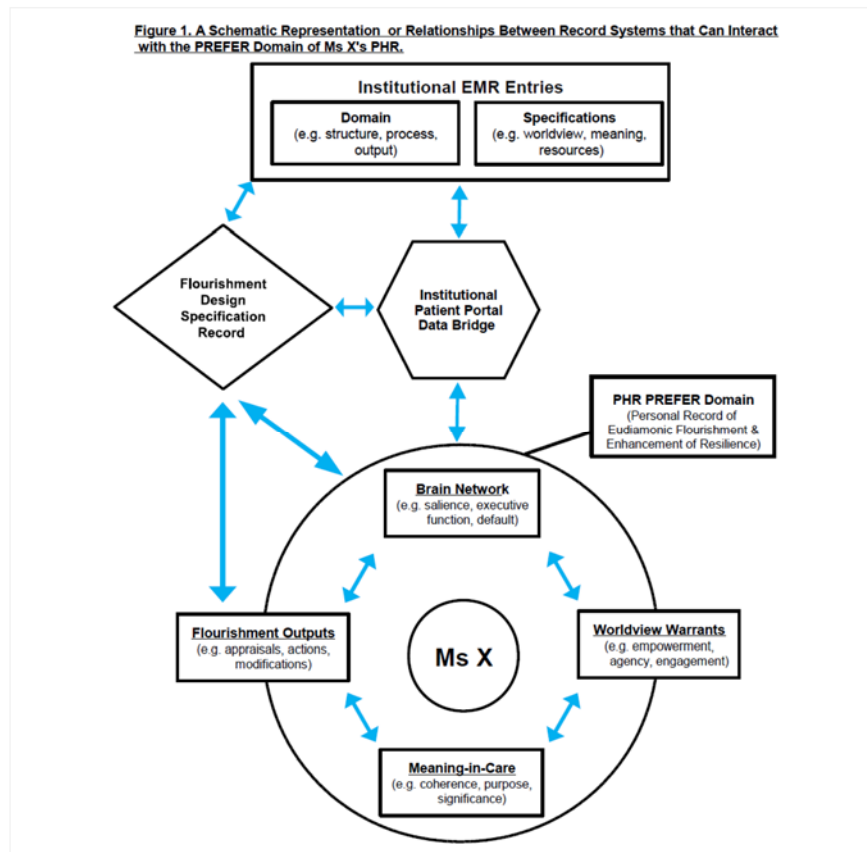 Figure 1. A Schematic Representation or Relationships Between Record Systems that Can Interact
with the PREFER Domain of Ms X's PHR.
Institutional EMR Entries
Domain
(e.g. structure, process,
output)
Specifications
(e.g. worldview, meaning,
resources)
Flourishment
Design
Specification
Record
Institutional
Patient Portal
Data Bridge
PHR PREFER Domain
(Personal Record of
Eudiamonic Flourishment &
Enhancement of Resilience)
Brain Network
(e.g. salience, executive
function, default)
Flourishment Outputs
(e.g. appraisals, actions,
modifications)
Ms X
Worldview Warrants
(e.g. empowerment,
agency, engagement)
Meaning-in-Care
(e.g. coherence, purpose,
significance)